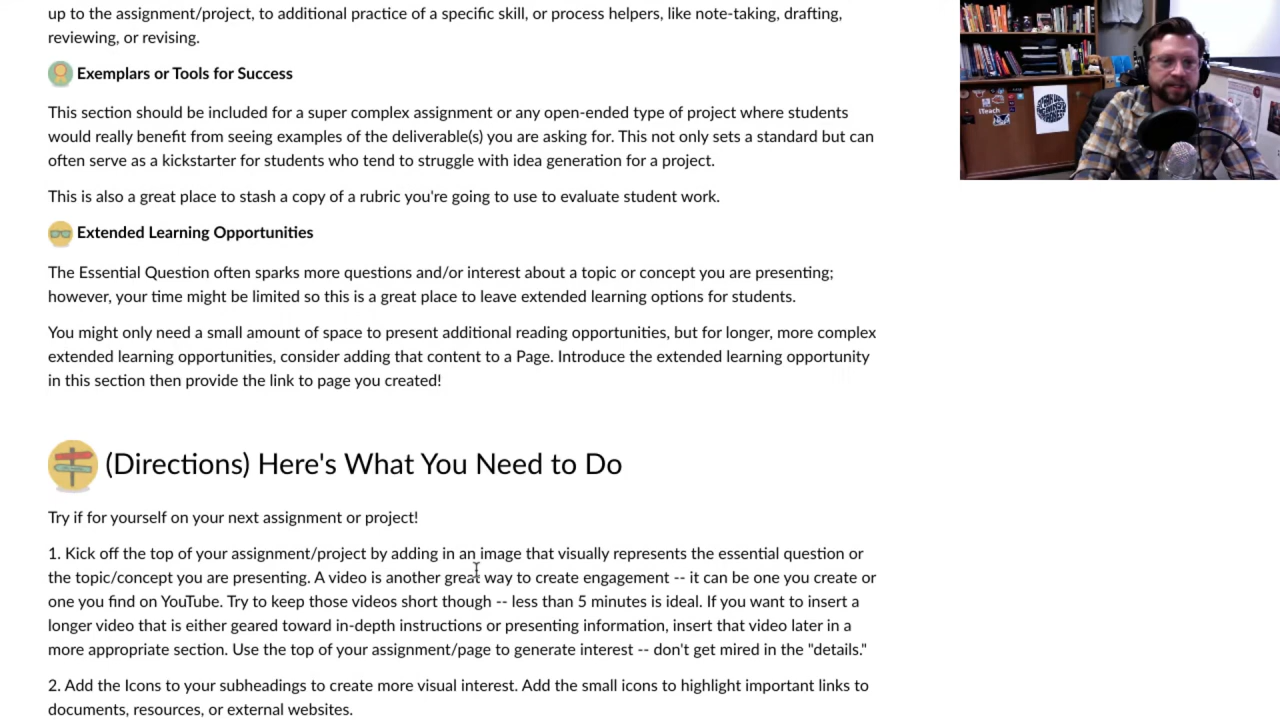 up to the assignment/project, to additional practice of a specific skill, or process helpers, like note-taking, drafting,
reviewing, or revising.
Exemplars or Tools for Success
This section should be included for a super complex assignment or any open-ended type of project where students
would really benefit from seeing examples of the deliverable(s) you are asking for. This not only sets a standard but can
often serve as a kickstarter for students who tend to struggle with idea generation for a project.
This is also a great place to stash a copy of a rubric you're going to use to evaluate student work.
Extended Learning Opportunities
The Essential Question often sparks more questions and/or interest about a topic or concept you are presenting;
however, your time might be limited so this is a great place to leave extended learning options for students.
You might only need a small amount of space to present additional reading opportunities, but for longer, more complex
extended learning opportunities, consider adding that content to a Page. Introduce the extended learning opportunity
in this section then provide the link to page you created!
(Directions) Here's What You Need to Do
Try if for yourself on your next assignment or project!
1. Kick off the top of your assignment/project by adding in an image that visually represents the essential question or
the topic/concept you are presenting. A video is another great way to create engagement -- it can be one you create or
one you find on YouTube. Try to keep those videos short though -- less than 5 minutes is ideal. If you want to insert a
longer video that is either geared toward in-depth instructions or presenting information, insert that video later in a
more appropriate section. Use the top of your assignment/page to generate interest -- don't get mired in the "details."
2. Add the Icons to your subheadings to create more visual interest. Add the small icons to highlight important links to
documents, resources, or external websites.
iTeach